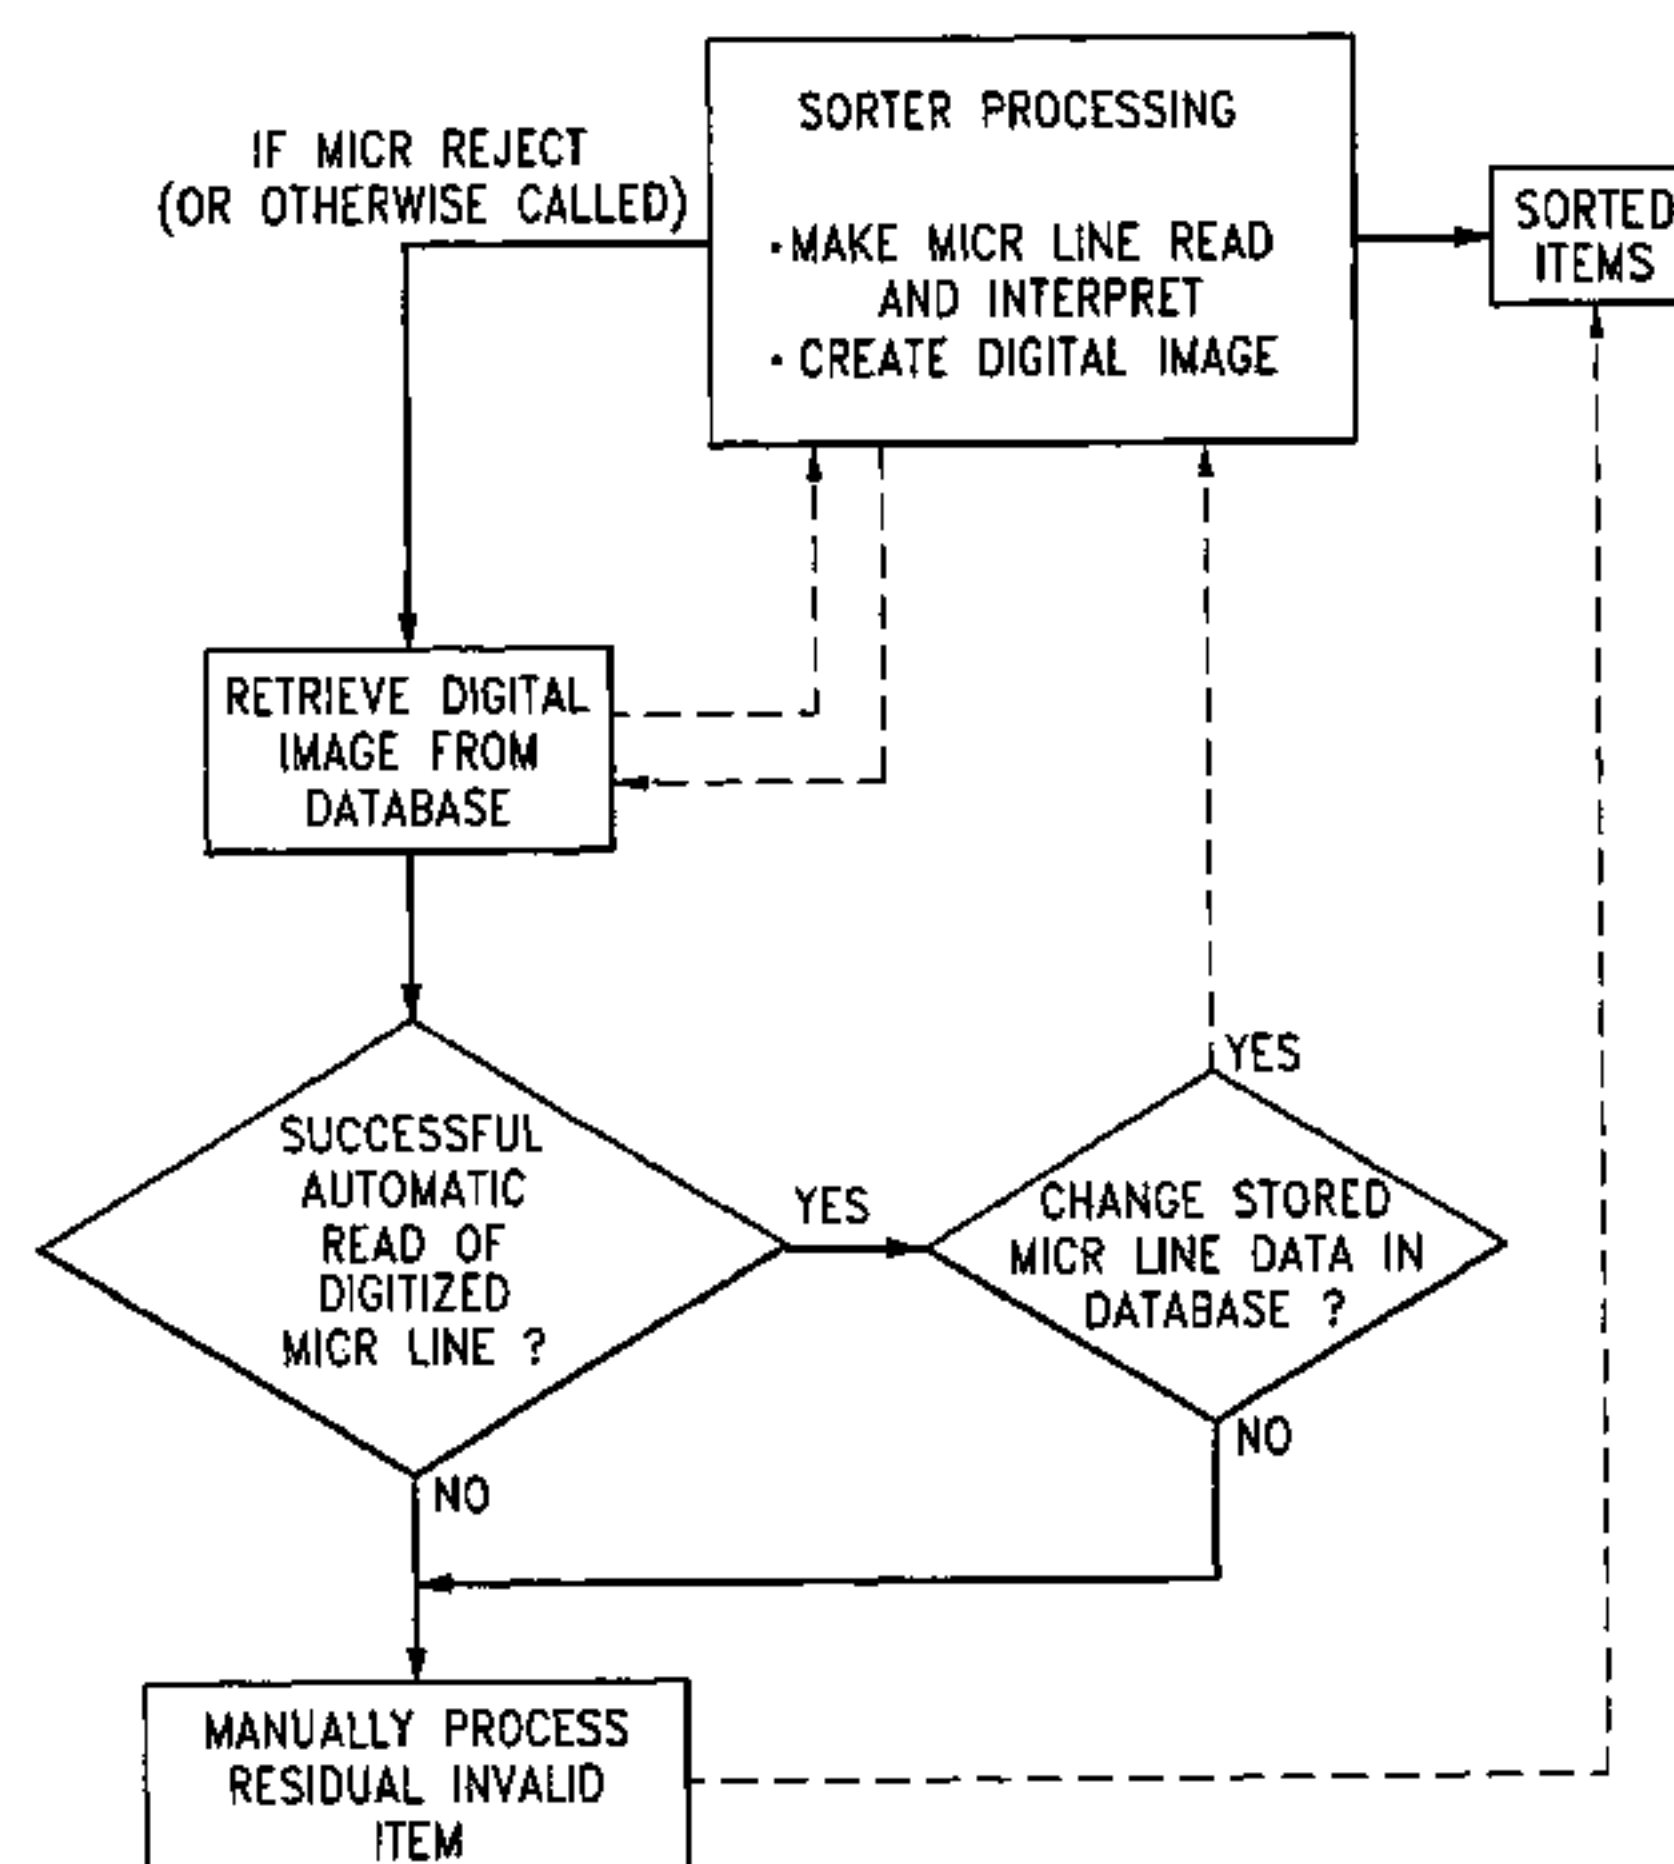 SORTER PROCESSING
IF MICR REJECT
(OR OTHERWISE CALLED)
•MAKE MICR LINE READ
AND INTERPRET
• CREATE DIGITAL IMAGE
SORTED
ITEMS
RETRIEVE DIGITAL
IMAGE FROM
DATABASE
SUCCESSFUL
AUTOMATIC
READ OF
DIGITIZED
MICR LINE ?
YES
YES
CHANGE STORED
MICR LINE DATA IN
DATABASE ?
NO
NO
MANUALLY PROCESS
RESIDUAL INVALID
ITEM